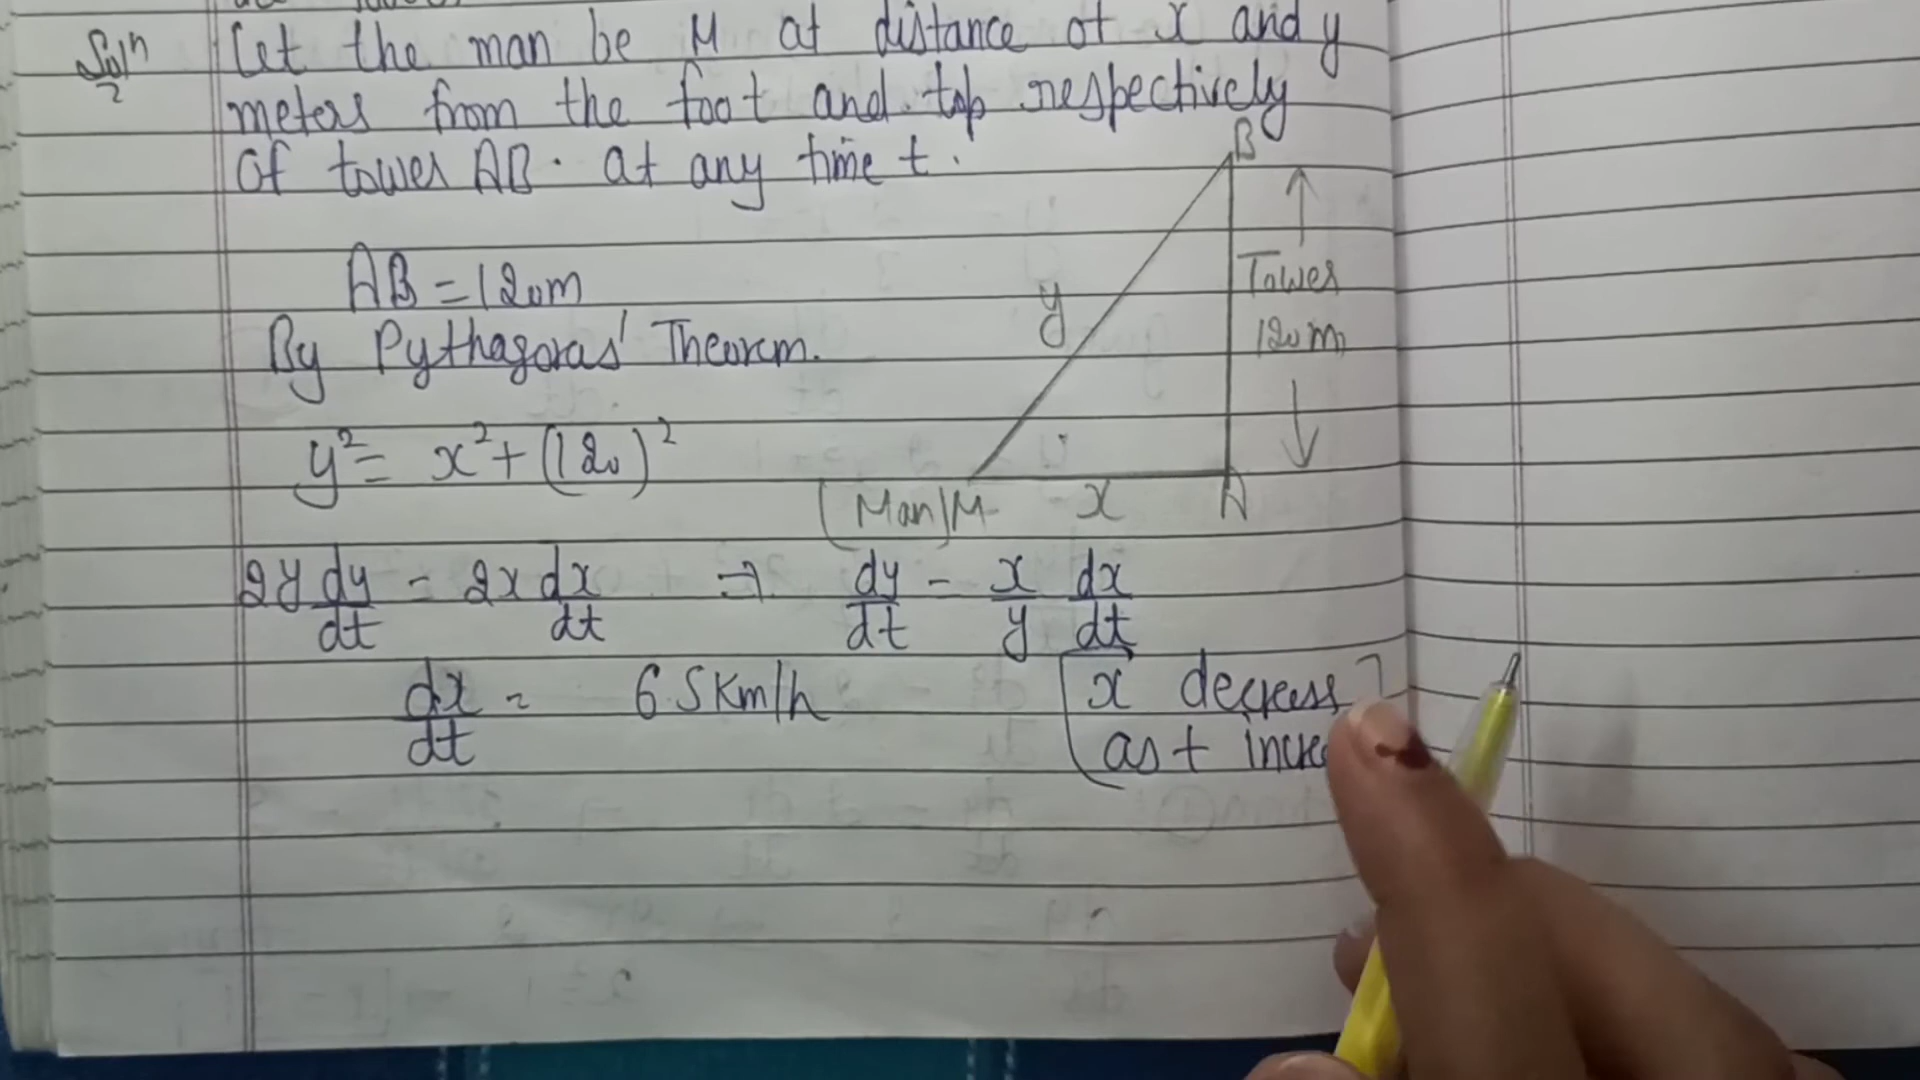 Soln
Let the man be M at distance of x and y
meters from the foot and top respectively
of tower AB. at any time t.
B
AB = 120m
Tower
120m
y
By Pythagoras' Theorem.
y² = x² + (120)²
(Man) M x A
2y dy/dt = 2x dx/dt ⇒ dy/dt = x/y dx/dt
dx/dt = 6.5 Km/h
[x decress]
as t